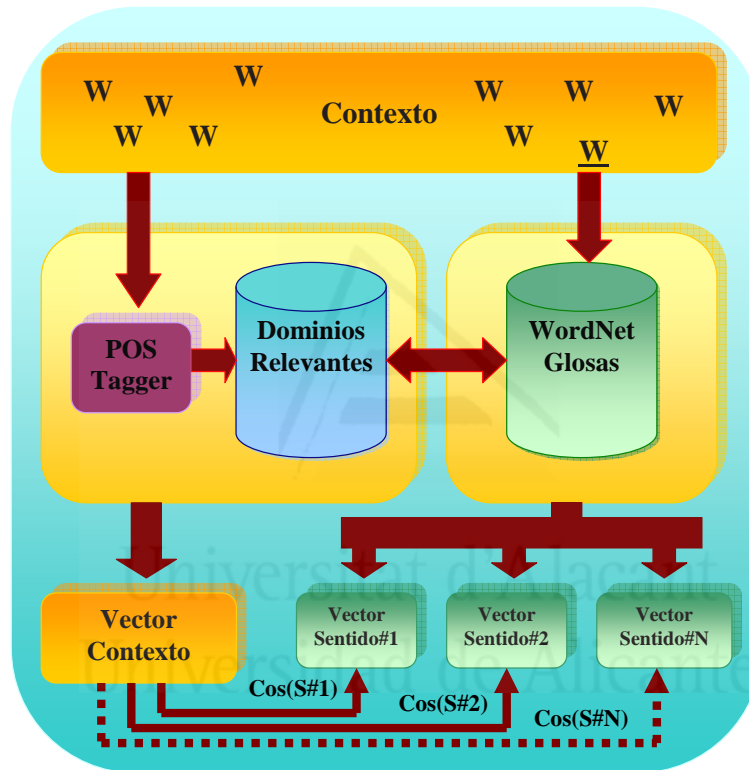 W
W W W W
W Contexto
W W W W
POS
Tagger
Dominios
Relevantes
WordNet
Glosas
Universitat d'Alacant
Universidad de Alicante
Vector
Contexto
Vector
Sentido#1
Vector
Sentido#2
Vector
Sentido#N
Cos(S#1)
Cos(S#2)
Cos(S#N)